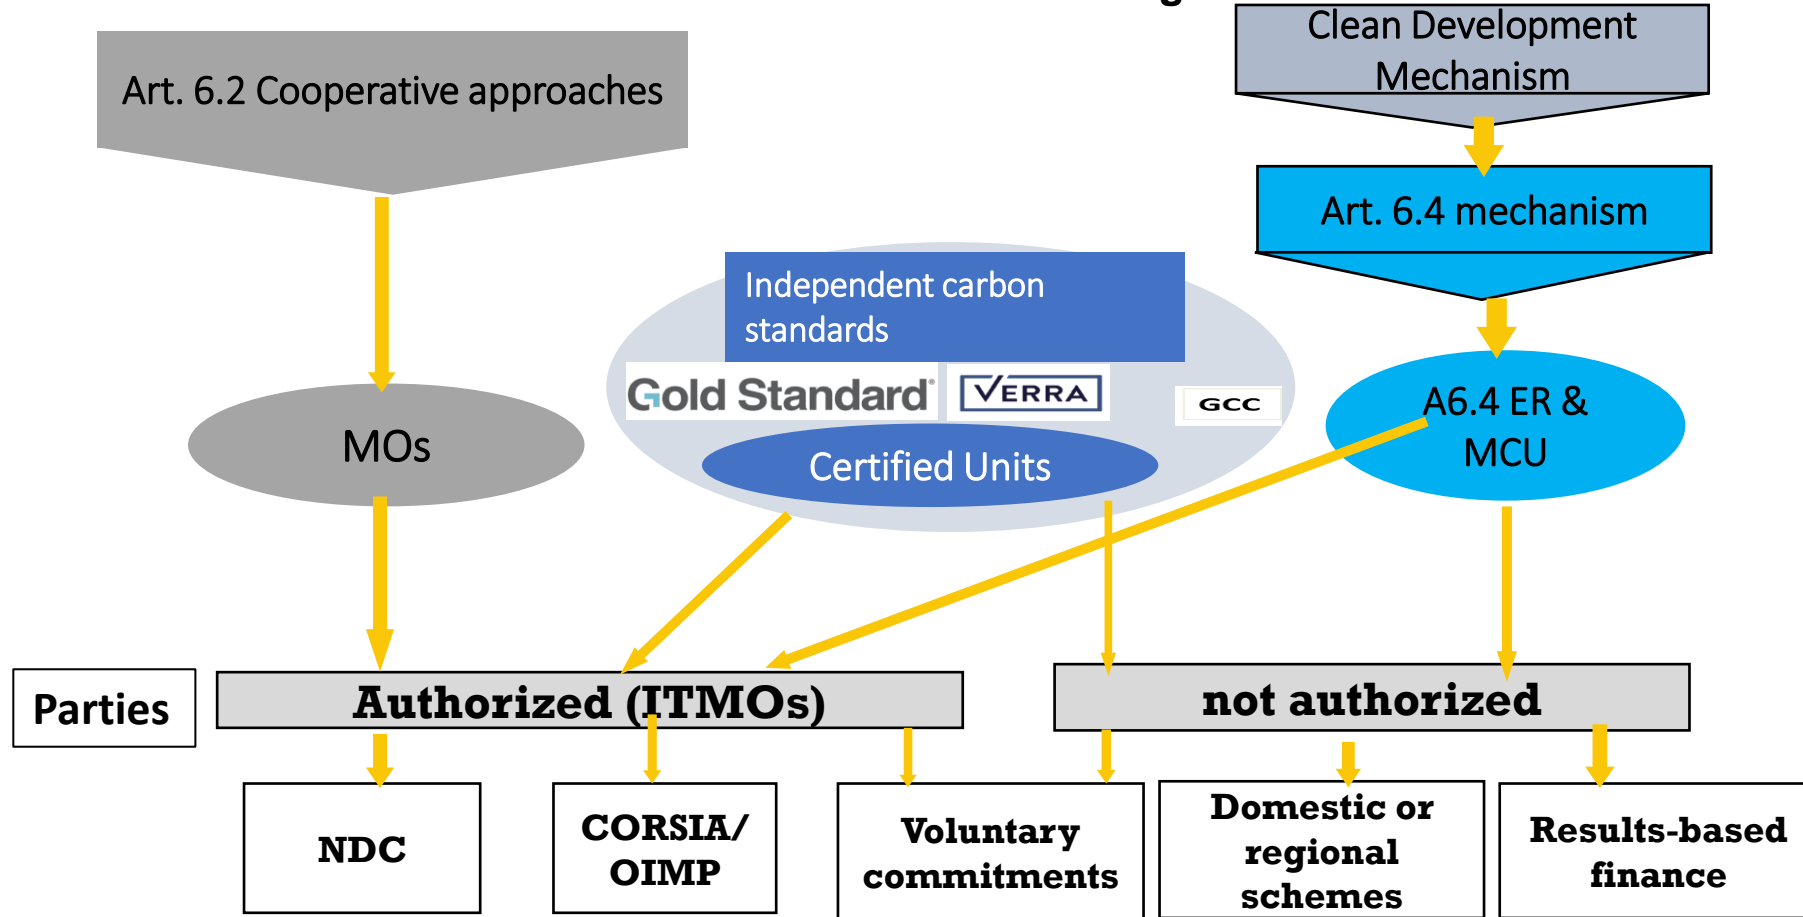 Clean Development
Mechanism
Art. 6.2 Cooperative approaches
Art. 6.4 mechanism
Independent carbon
standards
Gold Standard
VERRA
GCC
A6.4 ER &
MCU
MOs
Certified Units
Parties
Authorized (ITMOs)
not authorized
NDC
CORSIA/
OIMP
Voluntary
commitments
Domestic or
regional
schemes
Results-based
finance